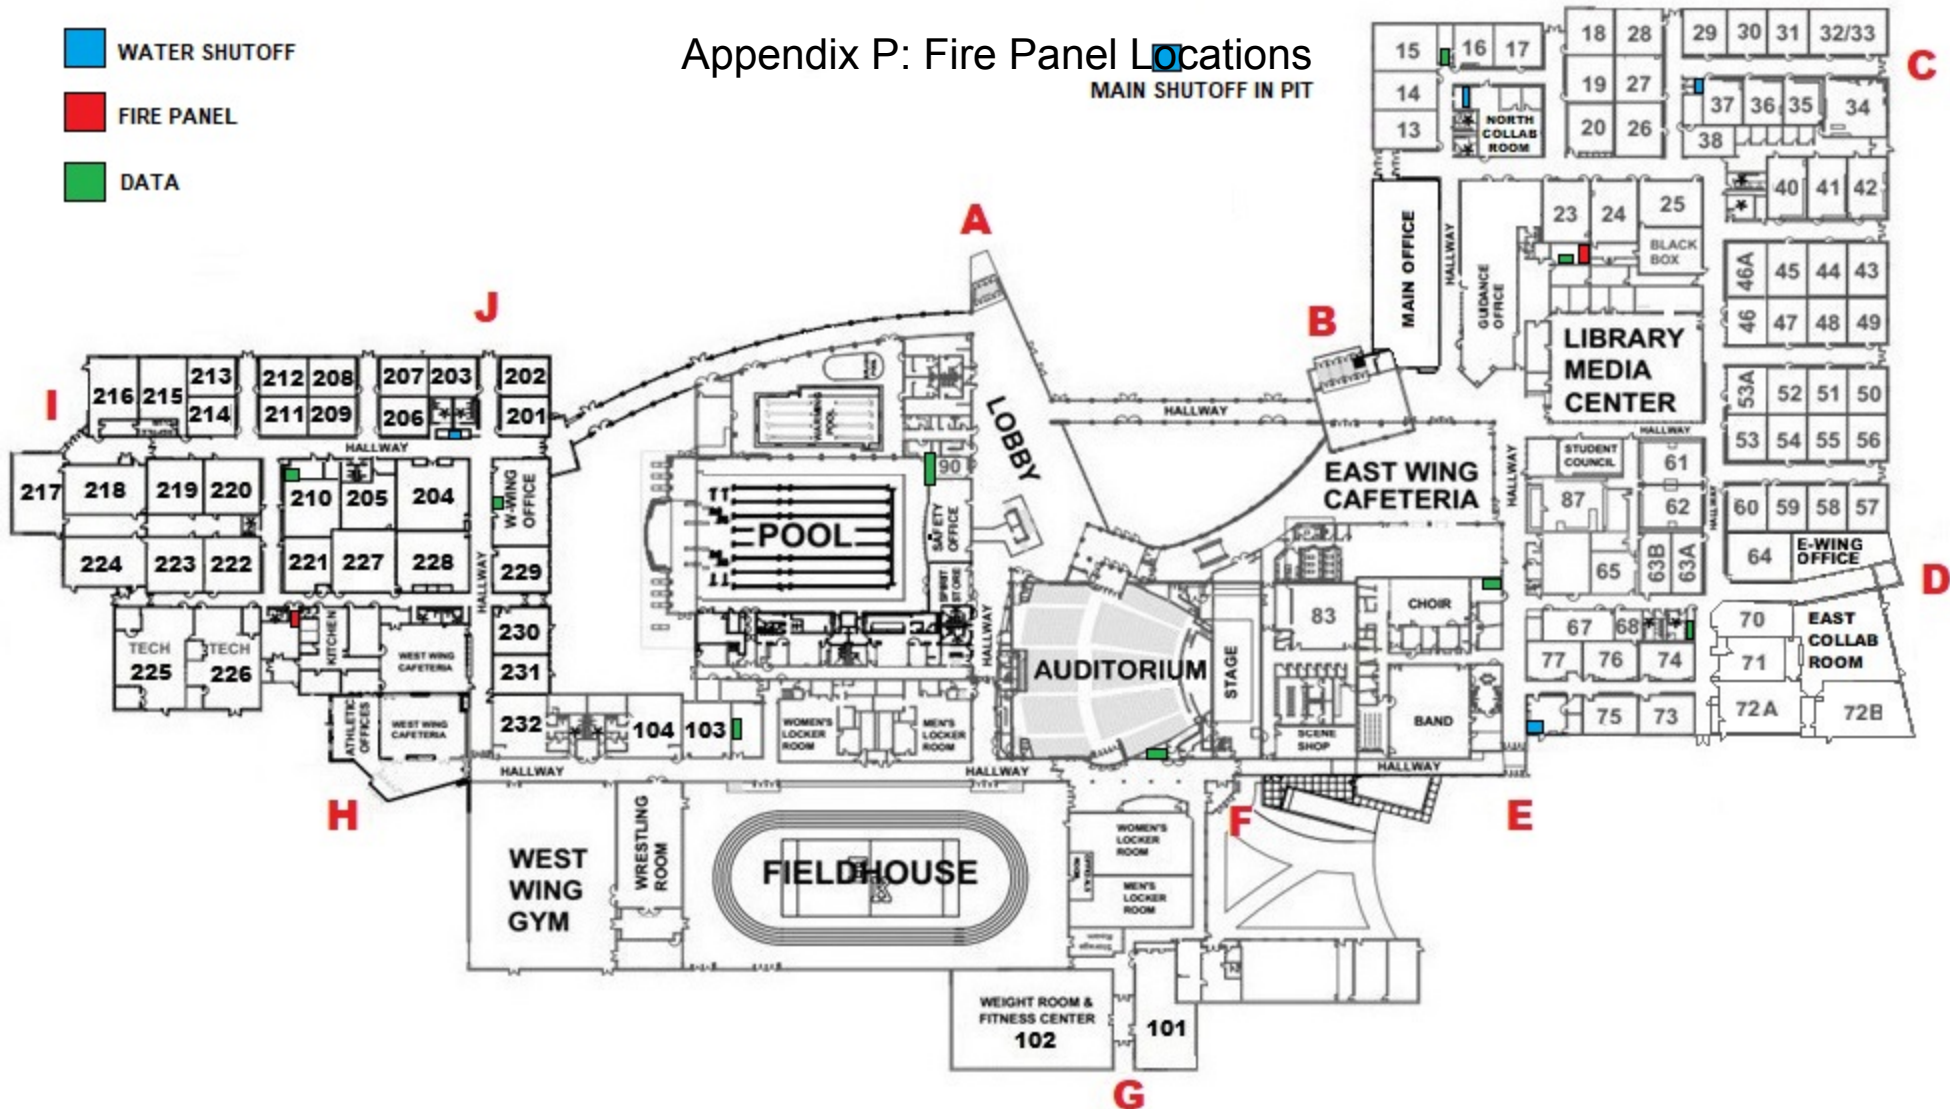 Appendix P: Fire Panel Locations
MAIN SHUTOFF IN PIT
WATER SHUTOFF
FIRE PANEL
DATA
A
B
C
D
E
F
G
H
I
J
15
16
17
18
28
29
30
31
32/33
14
19
27
37
36
35
34
13
NORTH
COLLAB
ROOM
20
26
38
40
41
42
MAIN OFFICE
HALLWAY
GUIDANCE
OFFICE
23
24
25
BLACK
BOX
46A
45
44
43
46
47
48
49
LIBRARY
MEDIA
CENTER
53A
52
51
50
53
54
55
56
HALLWAY
STUDENT
COUNCIL
61
87
62
HALLWAY
HALLWAY
60
59
58
57
65
63B
63A
64
E-WING
OFFICE
67
68
70
EAST
COLLAB
ROOM
77
76
74
71
75
73
72A
72B
216
215
213
212
208
207
203
202
214
211
209
206
201
HALLWAY
217
218
219
220
210
205
204
W-WING
OFFICE
224
223
222
221
227
228
229
HALLWAY
TECH
225
TECH
226
KITCHEN
WEST WING
CAFETERIA
230
231
ATHLETIC
OFFICES
WEST WING
CAFETERIA
232
104
103
HALLWAY
WARMING
POOL
POOL
90
SAFETY
OFFICE
SPIRIT
STORE
LOBBY
HALLWAY
HALLWAY
EAST WING
CAFETERIA
WOMEN'S
LOCKER
ROOM
MEN'S
LOCKER
ROOM
HALLWAY
AUDITORIUM
STAGE
83
CHOIR
BAND
SCENE
SHOP
HALLWAY
WEST
WING
GYM
WRESTLING
ROOM
FIELDHOUSE
WOMEN'S
LOCKER
ROOM
OFFICIALS
ROOM
MEN'S
LOCKER
ROOM
Storage
Room
WEIGHT ROOM &
FITNESS CENTER
102
101